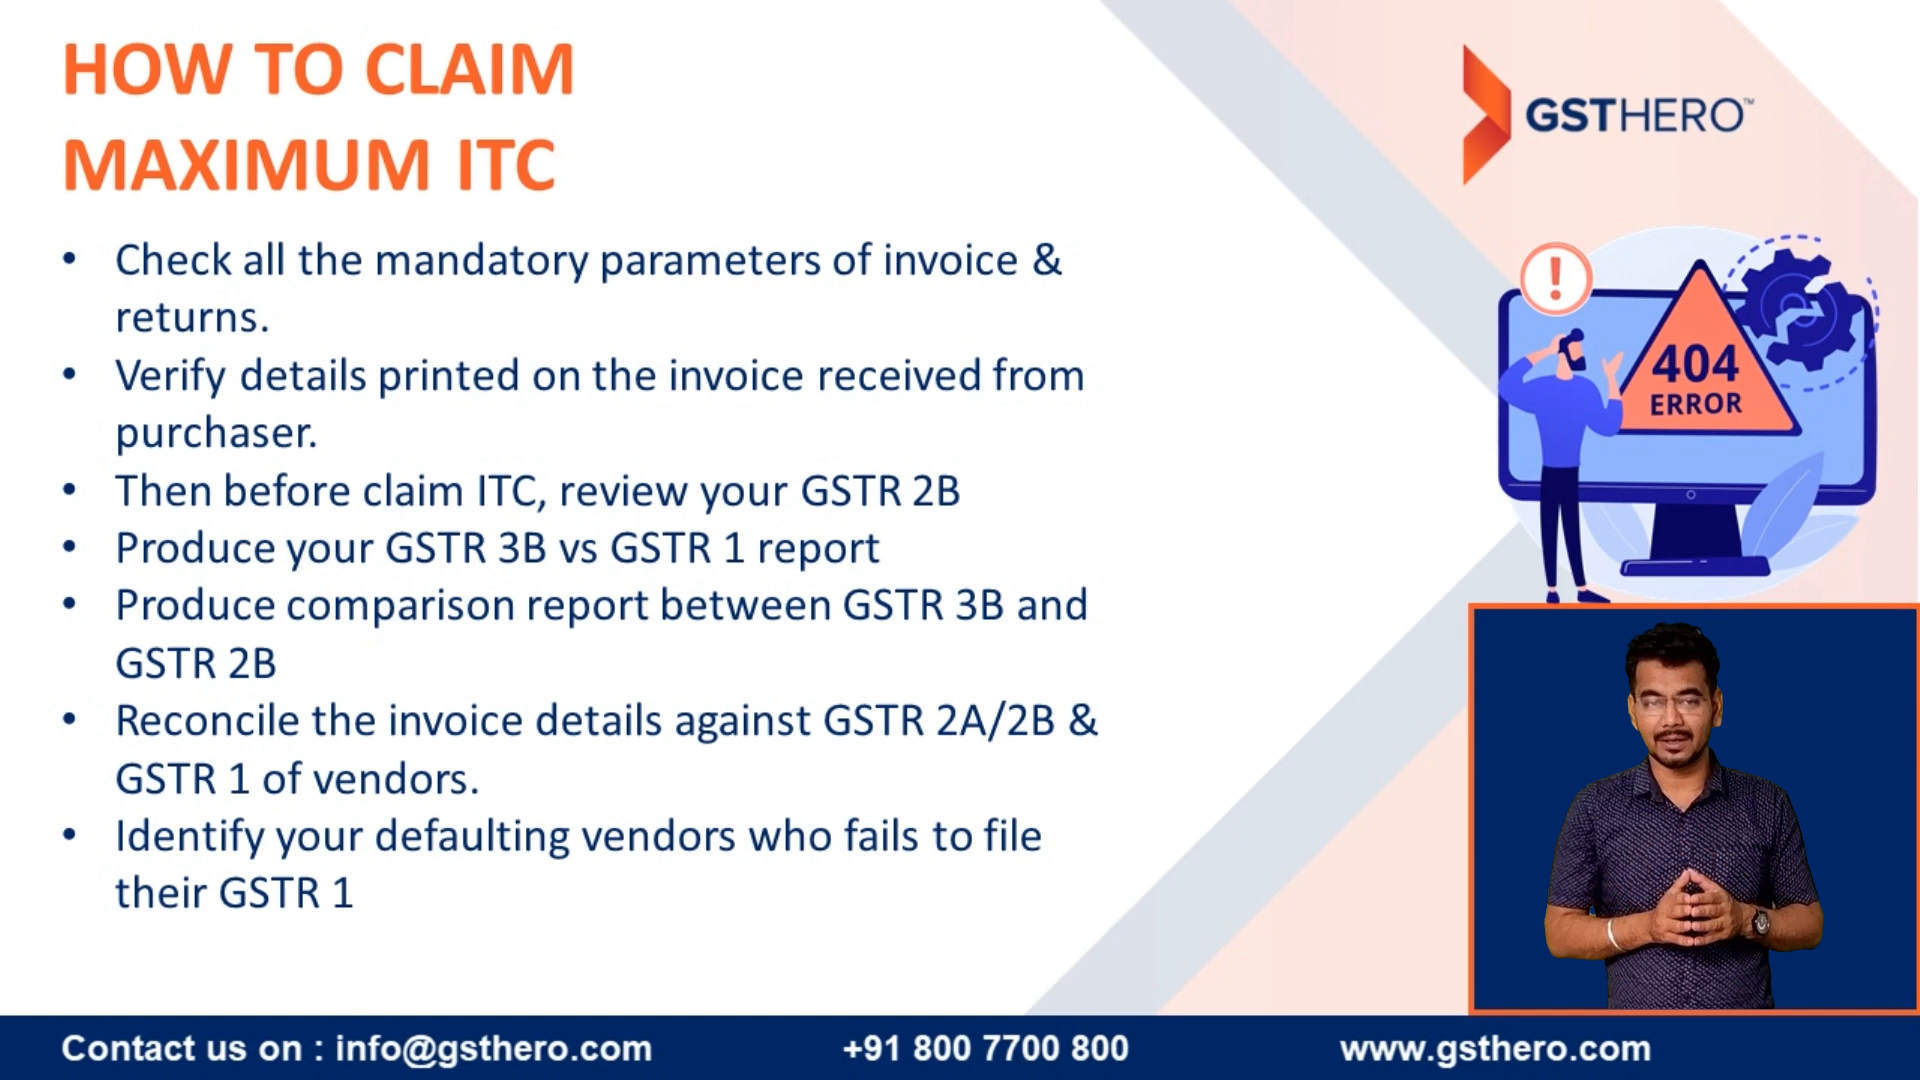 HOW TO CLAIM
MAXIMUM ITC
GSTHERO™
• Check all the mandatory parameters of invoice &
returns.
• Verify details printed on the invoice received from
purchaser.
• Then before claim ITC, review your GSTR 2B
• Produce your GSTR 3B vs GSTR 1 report
• Produce comparison report between GSTR 3B and
GSTR 2B
• Reconcile the invoice details against GSTR 2A/2B &
GSTR 1 of vendors.
• Identify your defaulting vendors who fails to file
their GSTR 1
!
404
ERROR
Contact us on : info@gsthero.com
+91 800 7700 800
www.gsthero.com